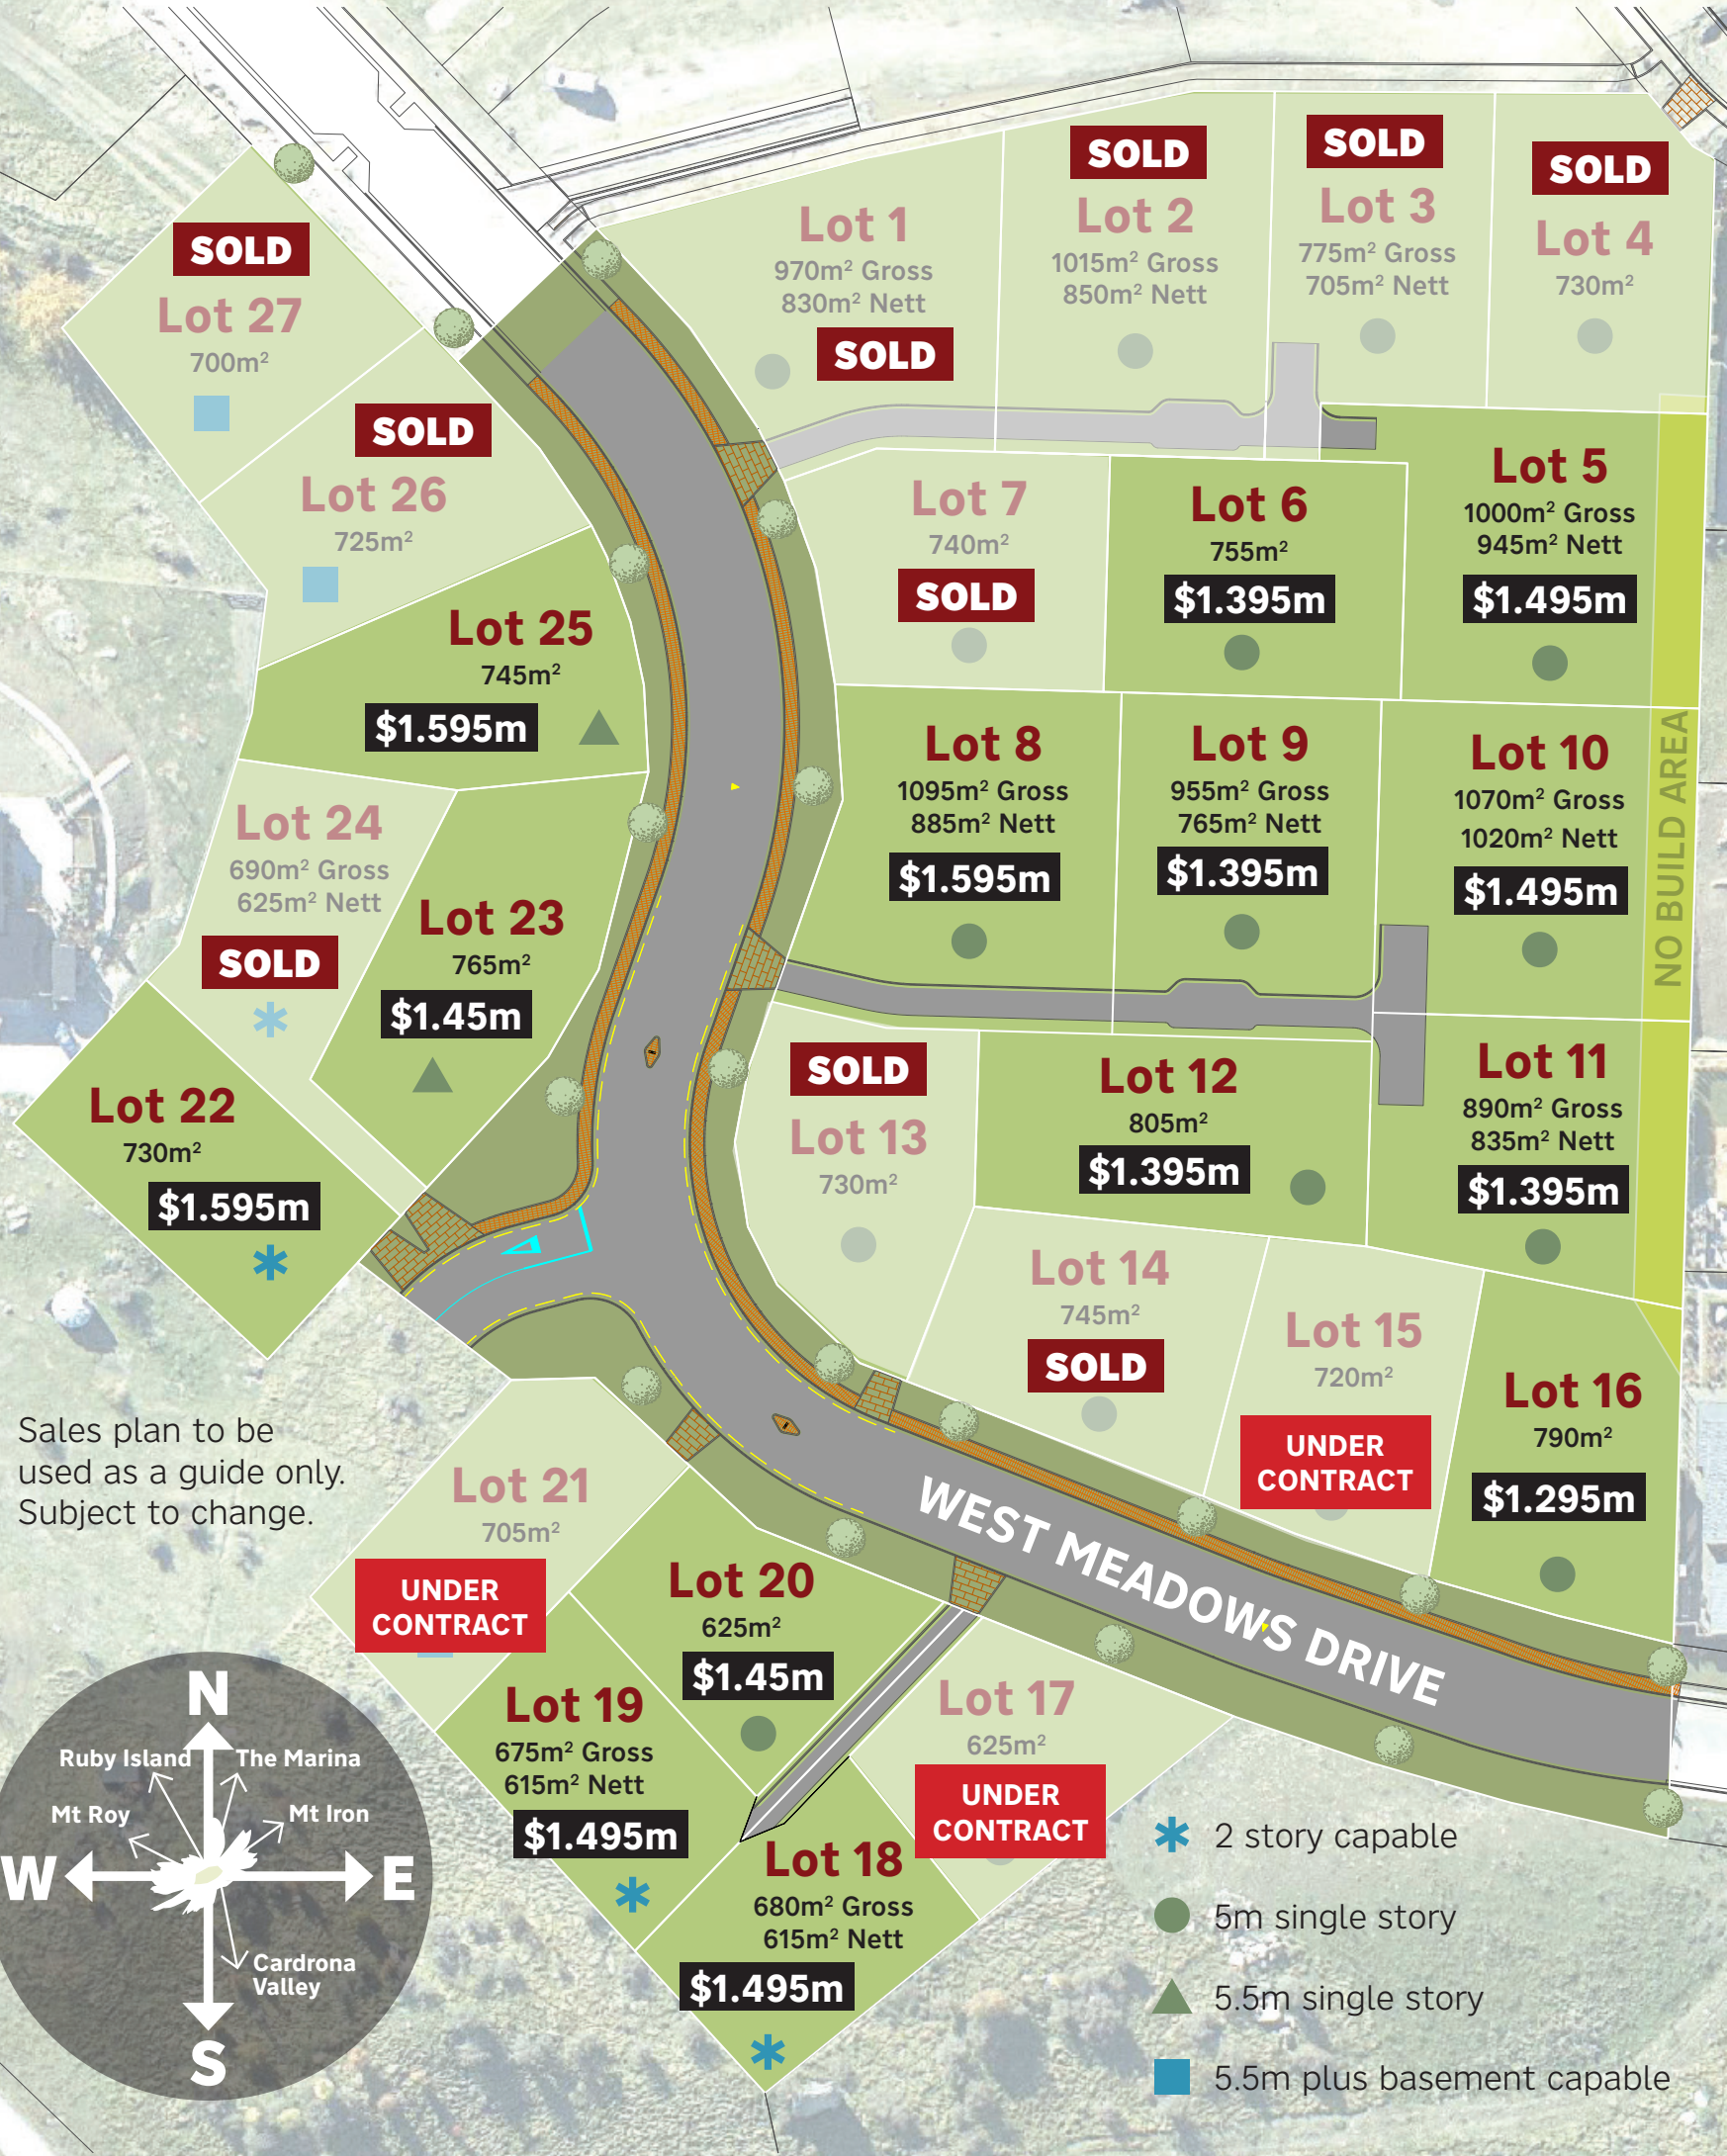 SOLD
Lot 27
700m²
SOLD
Lot 26
725m²
Lot 25
745m²
$1.595m
Lot 24
690m² Gross
625m² Nett
SOLD
Lot 23
765m²
$1.45m
Lot 22
730m²
$1.595m
Lot 1
970m² Gross
830m² Nett
SOLD
SOLD
Lot 2
1015m² Gross
850m² Nett
SOLD
Lot 3
775m² Gross
705m² Nett
SOLD
Lot 4
730m²
Lot 7
740m²
SOLD
Lot 6
755m²
$1.395m
Lot 5
1000m² Gross
945m² Nett
$1.495m
Lot 8
1095m² Gross
885m² Nett
$1.595m
Lot 9
955m² Gross
765m² Nett
$1.395m
Lot 10
1070m² Gross
1020m² Nett
$1.495m
NO BUILD AREA
SOLD
Lot 13
730m²
Lot 12
805m²
$1.395m
Lot 11
890m² Gross
835m² Nett
$1.395m
Lot 14
745m²
SOLD
Lot 15
720m²
UNDER
CONTRACT
Lot 16
790m²
$1.295m
WEST MEADOWS DRIVE
Sales plan to be
used as a guide only.
Subject to change.
Lot 21
705m²
UNDER
CONTRACT
Lot 20
625m²
$1.45m
Lot 19
675m² Gross
615m² Nett
$1.495m
Lot 17
625m²
UNDER
CONTRACT
Lot 18
680m² Gross
615m² Nett
$1.495m
N
Ruby Island
The Marina
Mt Roy
Mt Iron
W
E
Cardrona
Valley
S
2 story capable
5m single story
5.5m single story
5.5m plus basement capable